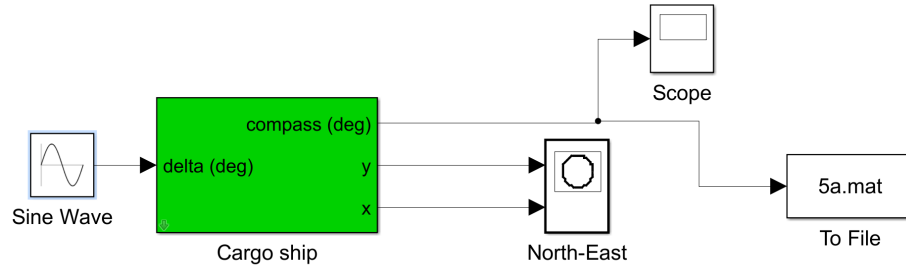 Scope
compass (deg)
delta (deg)
y
x
Sine Wave
Cargo ship
North-East
5a.mat
To File